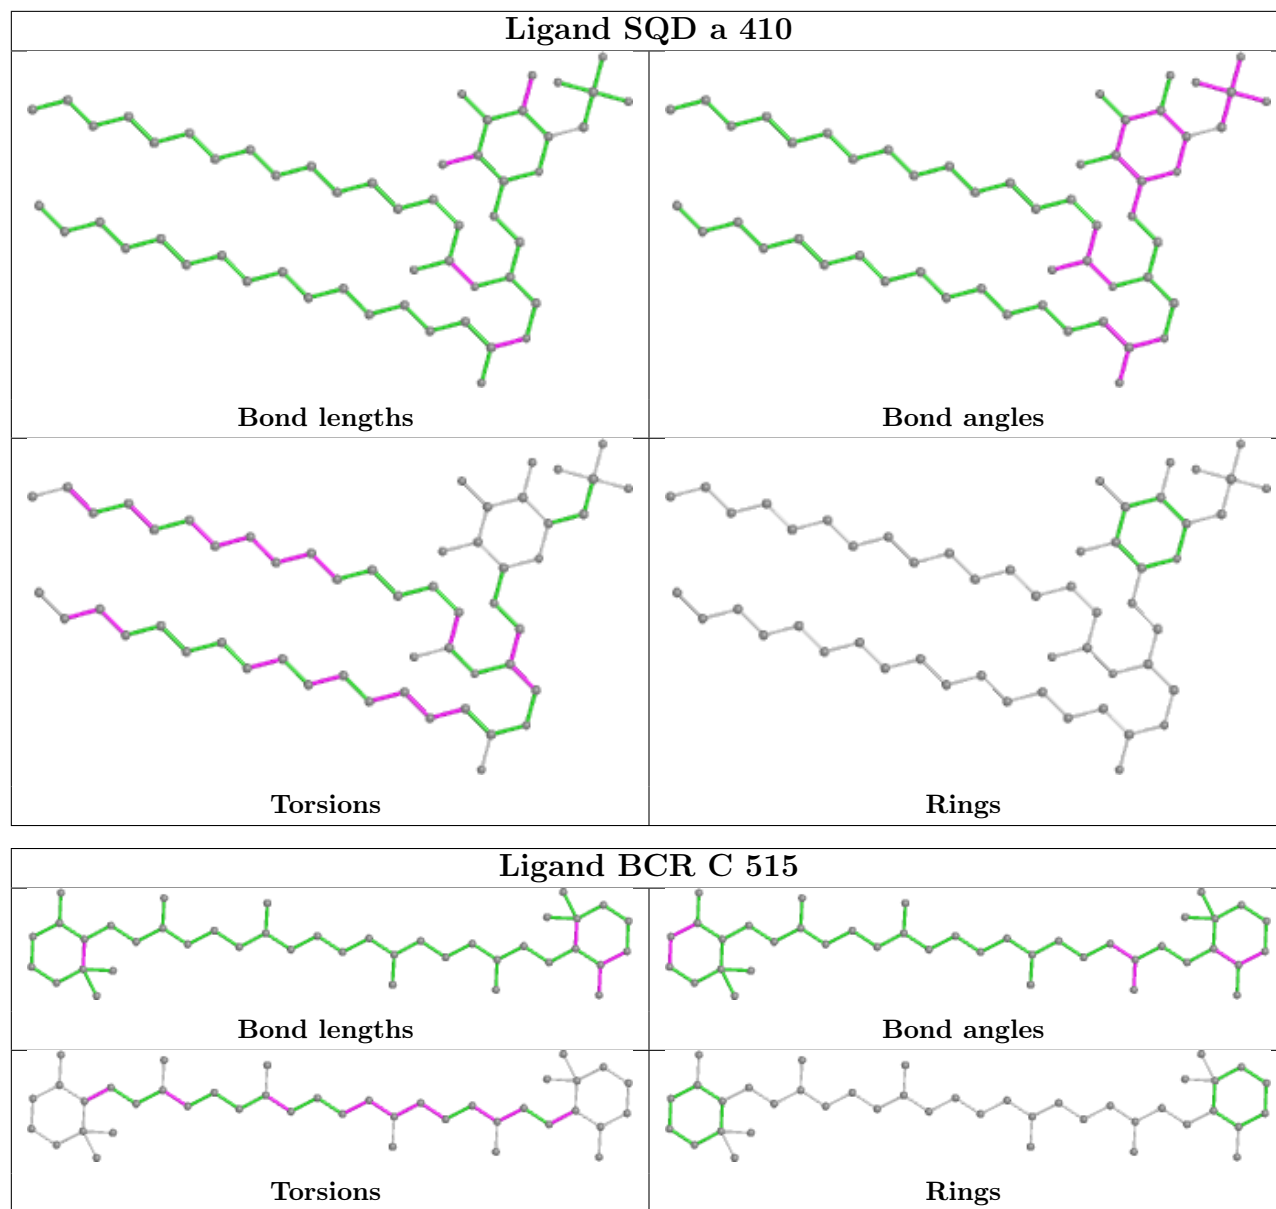 Ligand SQD a 410
Bond lengths
Bond angles
Torsions
Rings
Ligand BCR C 515
Bond lengths
Bond angles
Torsions
Rings